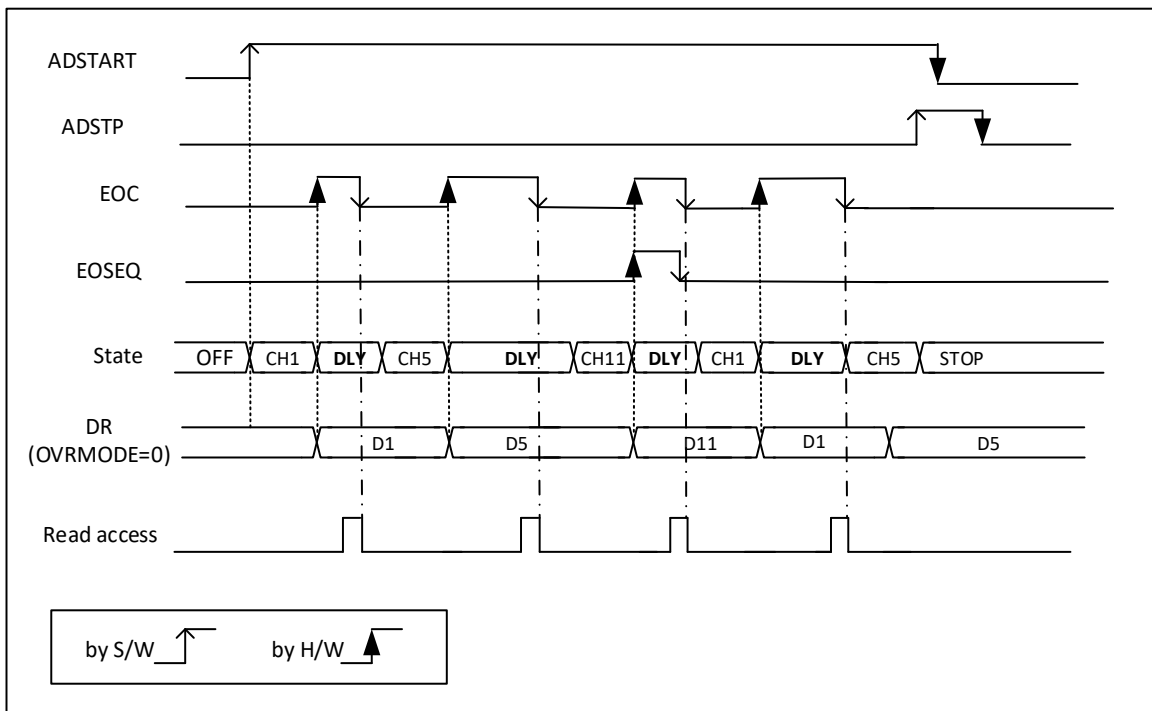 ADSTART
ADSTP
EOC
EOSEQ
State OFF CH1 DLY CH5 DLY CH11 DLY CH1 DLY CH5 STOP
DR
(OVRMODE=0) D1 D5 D11 D1 D5
Read access
by S/W by H/W